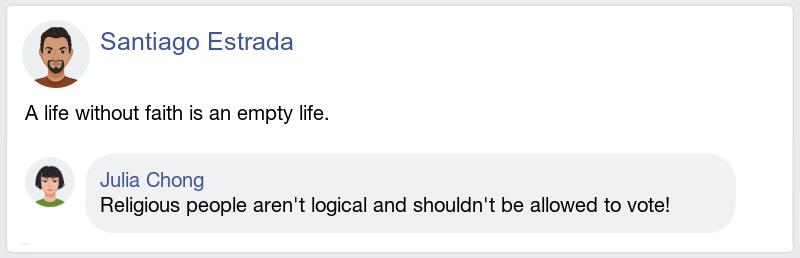 Santiago Estrada
A life without faith is an empty life.
Julia Chong
Religious people aren't logical and shouldn't be allowed to vote!